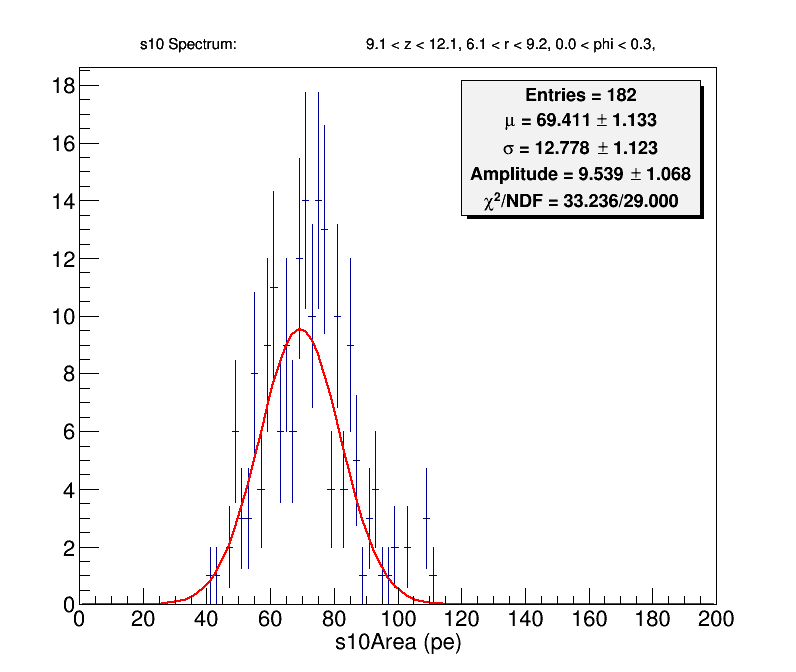 s10 Spectrum: 9.1 < z < 12.1, 6.1 < r < 9.2, 0.0 < phi < 0.3,
Entries = 182
μ = 69.411 ± 1.133
σ = 12.778 ± 1.123
Amplitude = 9.539 ± 1.068
χ²/NDF = 33.236/29.000
18
16
14
12
10
8
6
4
2
0
0 20 40 60 80 100 120 140 160 180 200
s10Area (pe)